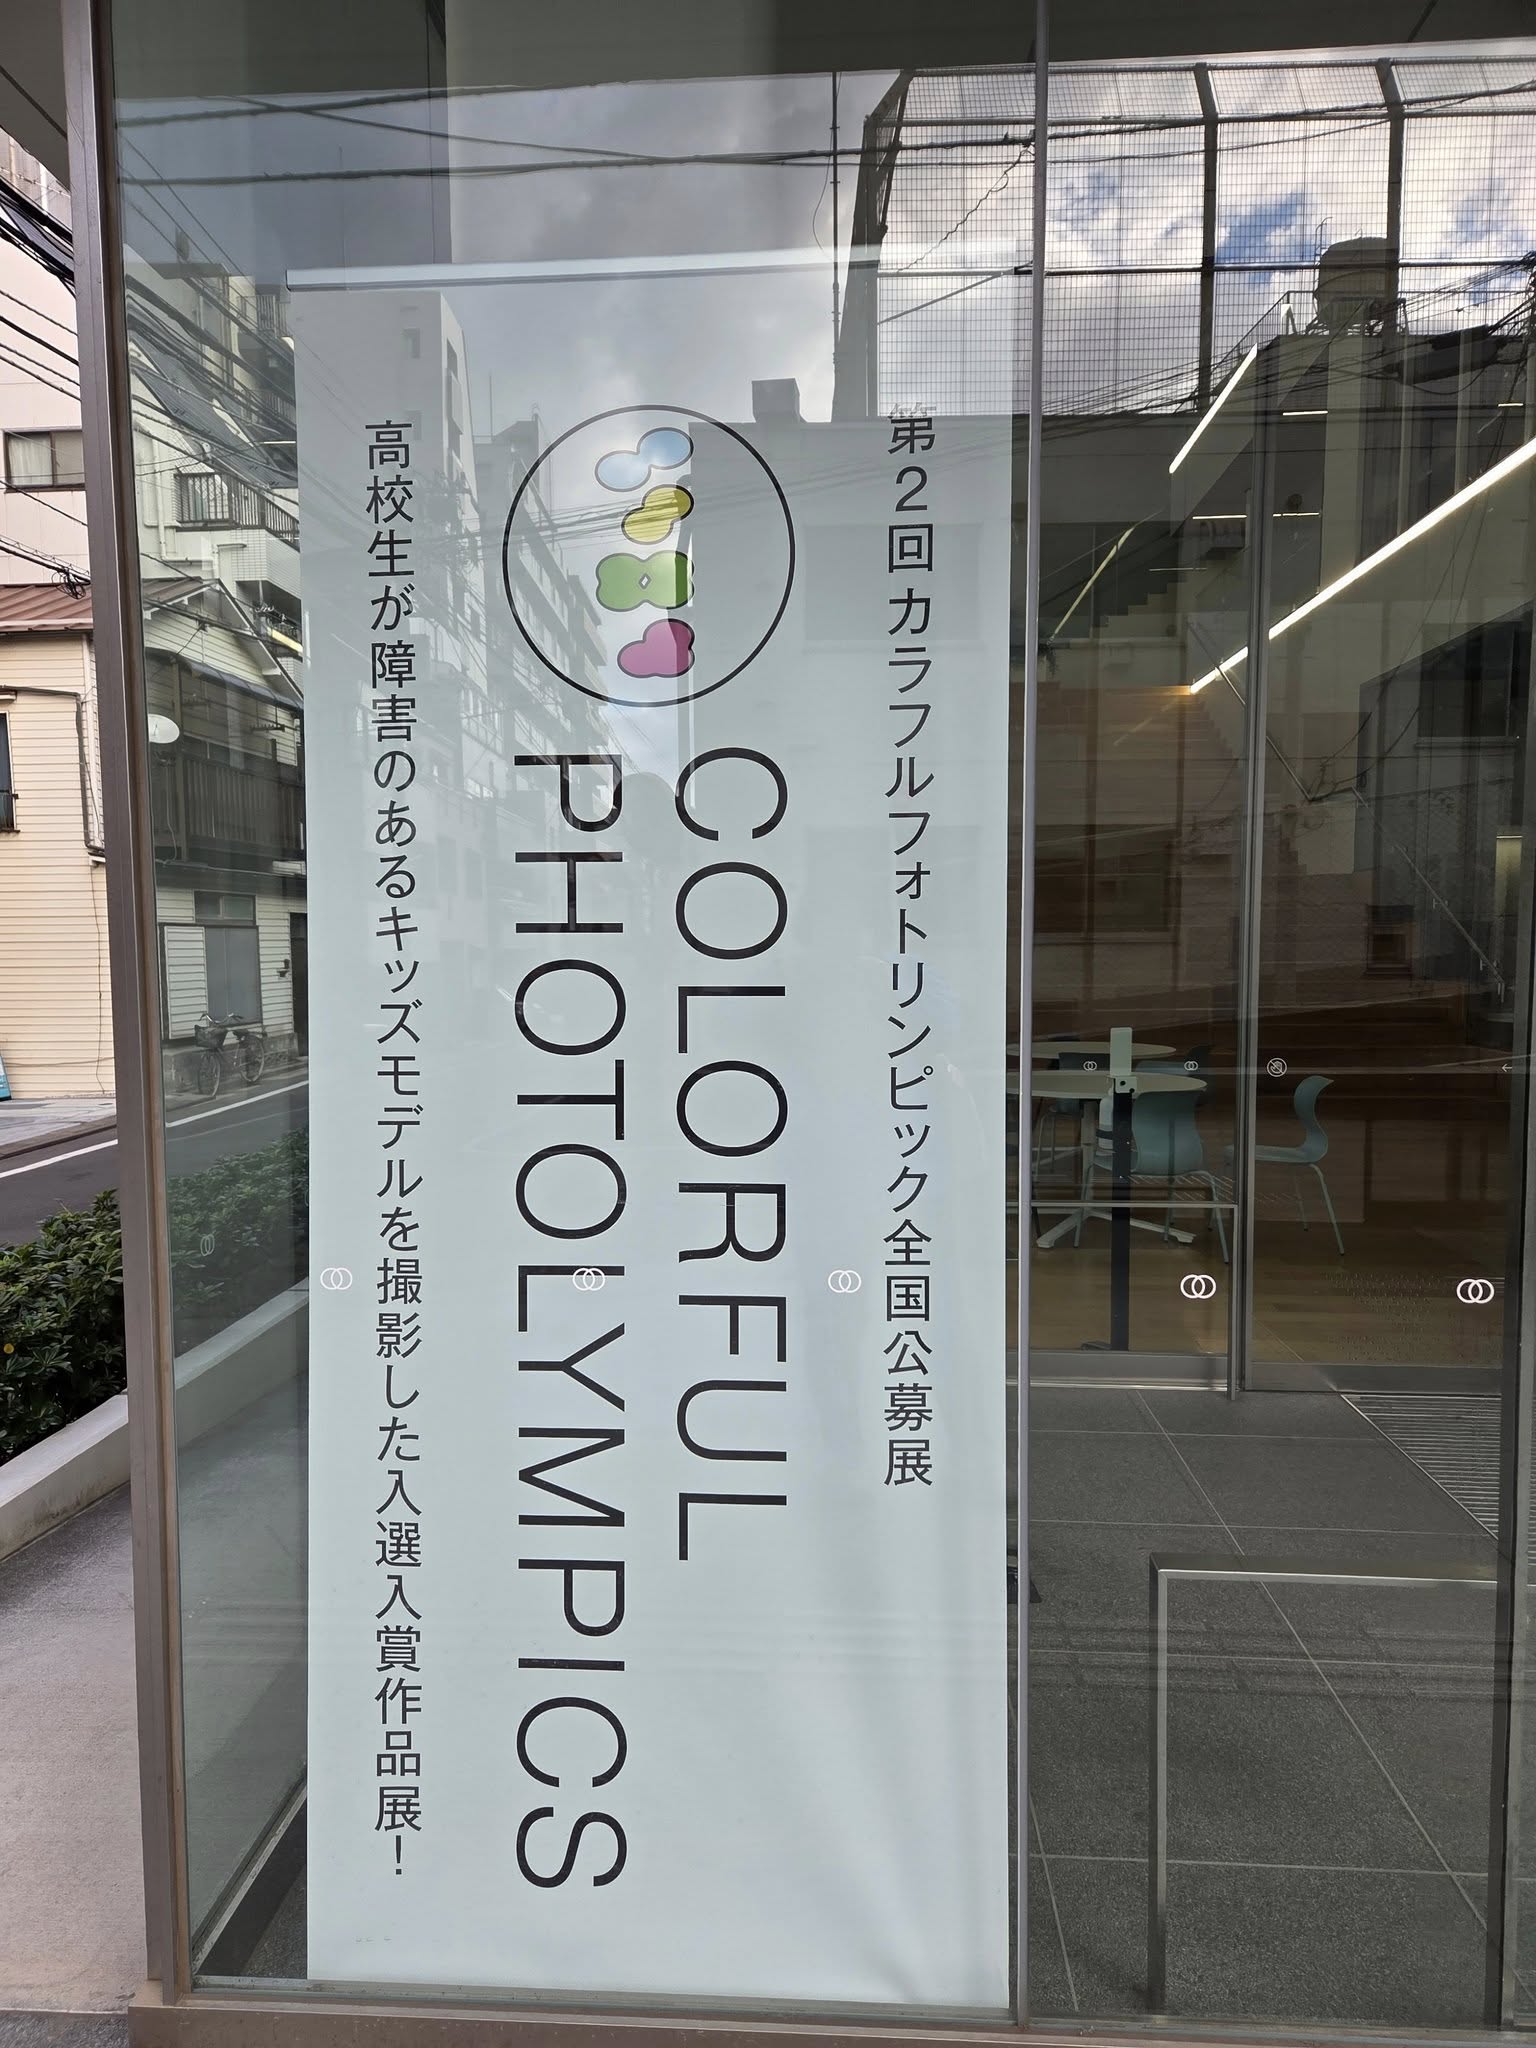 第2回 カラフルフォトリンピック全国公募展
COLORFUL
PHOTOLYMPICS
高校生が障害のあるキッズモデルを撮影した入選入賞作品展！